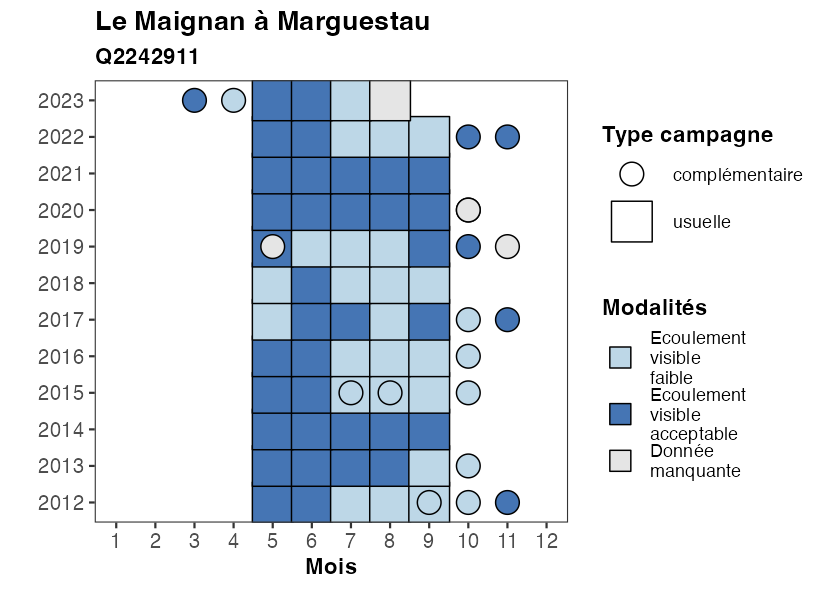 Le Maignan à Marguestau
Q2242911
2023
2022
2021
2020
2019
2018
2017
2016
2015
2014
2013
2012
1 2 3 4 5 6 7 8 9 10 11 12
Mois
Type campagne
complémentaire
usuelle
Modalités
Ecoulement
visible
faible
Ecoulement
visible
acceptable
Donnée
manquante